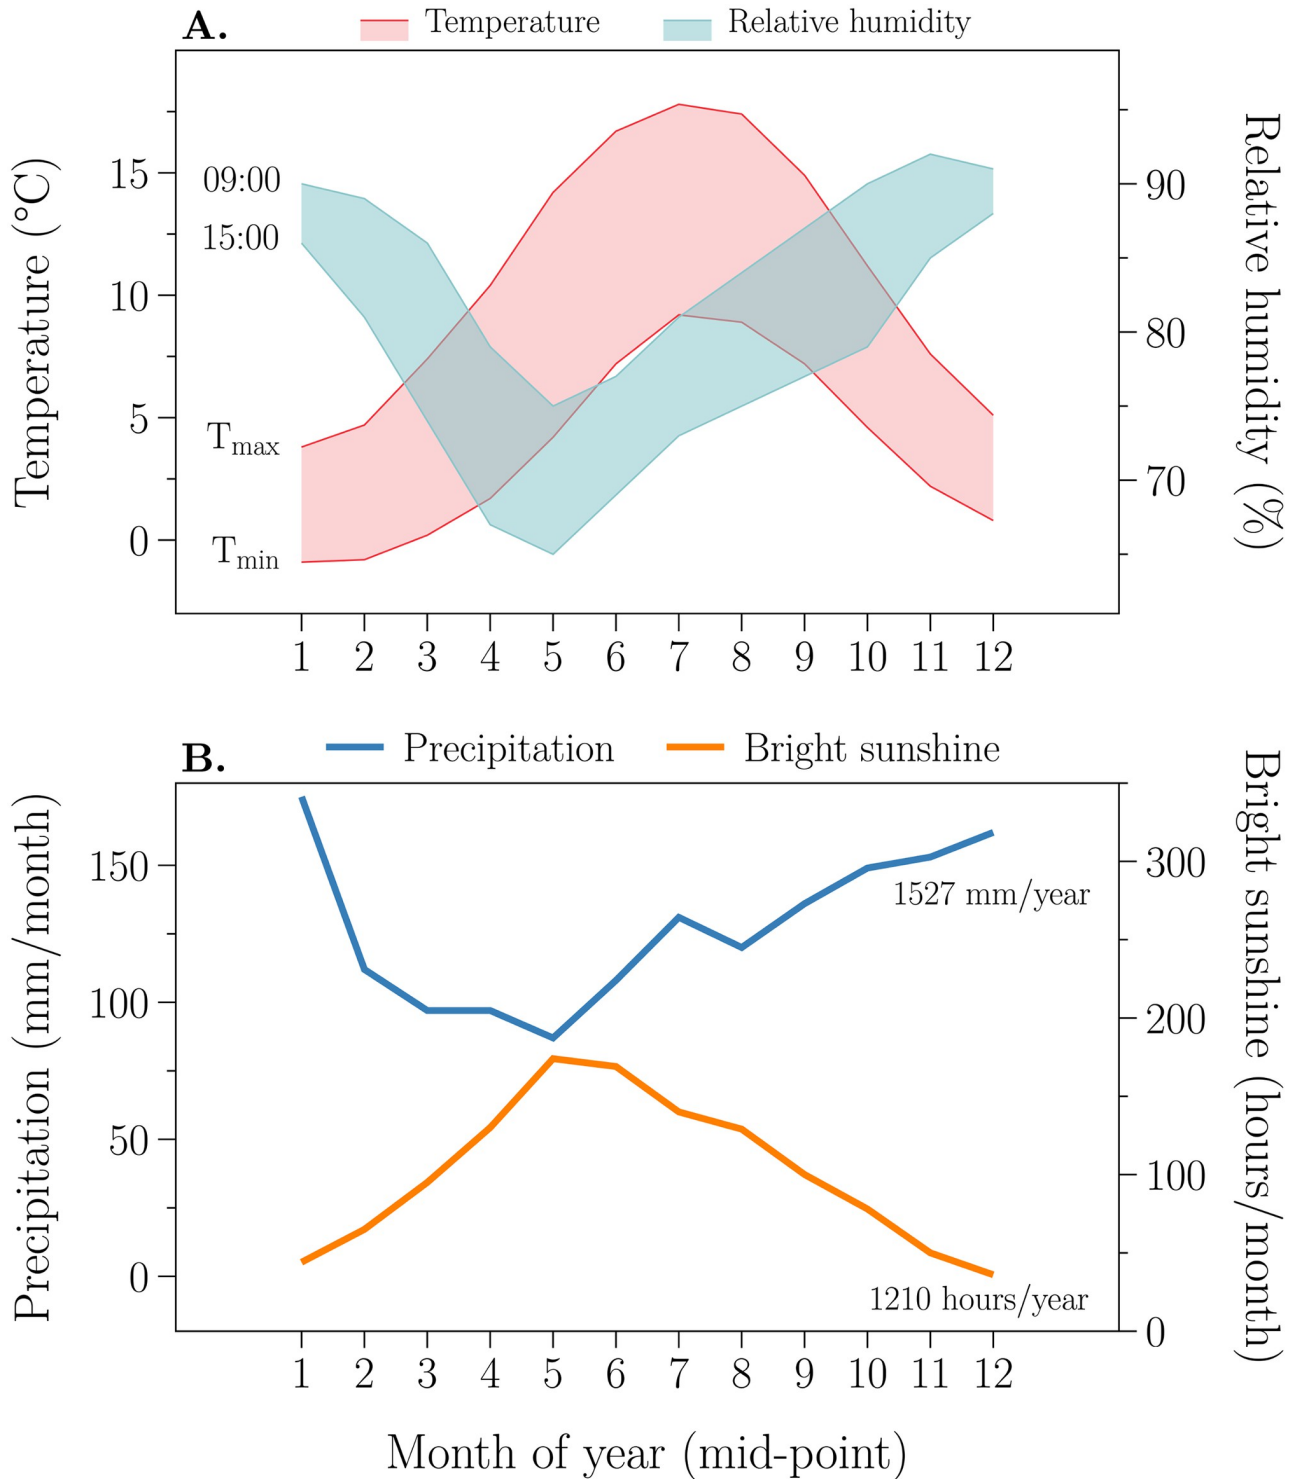 A.
Temperature
Relative humidity
Temperature (°C)
15
10
5
0
09:00
15:00
Tmax
Tmin
90
80
70
Relative humidity (%)
1 2 3 4 5 6 7 8 9 10 11 12
B.
Precipitation
Bright sunshine
Precipitation (mm/month)
150
100
50
0
1527 mm/year
1210 hours/year
300
200
100
0
Bright sunshine (hours/month)
1 2 3 4 5 6 7 8 9 10 11 12
Month of year (mid-point)